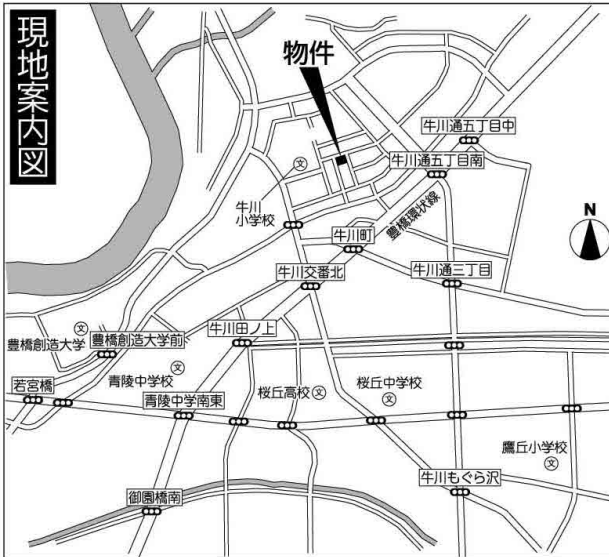 現地案内図
物件
牛川通五丁目中
文
牛川通五丁目南
牛川
小学校
豊橋環状線
N
牛川町
牛川交番北
牛川通三丁目
文
豊橋創造大学
豊橋創造大学前
牛川田ノ上
文
青陵中学校
若宮橋
桜丘高校
文
桜丘中学校
文
青陵中学南東
鷹丘小学校
文
牛川もぐら沢
御園橋南